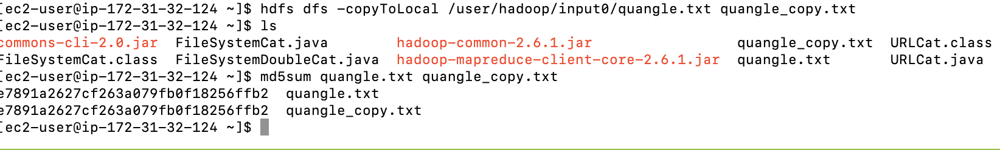 [ec2-user@ip-172-31-32-124 ~]$ hdfs dfs -copyToLocal /user/hadoop/input0/quangle.txt quangle_copy.txt
[ec2-user@ip-172-31-32-124 ~]$ ls
commons-cli-2.0.jar  FileSystemCat.java        hadoop-common-2.6.1.jar                 quangle_copy.txt  URLCat.class
FileSystemCat.class  FileSystemDoubleCat.java  hadoop-mapreduce-client-core-2.6.1.jar  quangle.txt       URLCat.java
[ec2-user@ip-172-31-32-124 ~]$ md5sum quangle.txt quangle_copy.txt
e7891a2627cf263a079fb0f18256ffb2  quangle.txt
e7891a2627cf263a079fb0f18256ffb2  quangle_copy.txt
[ec2-user@ip-172-31-32-124 ~]$